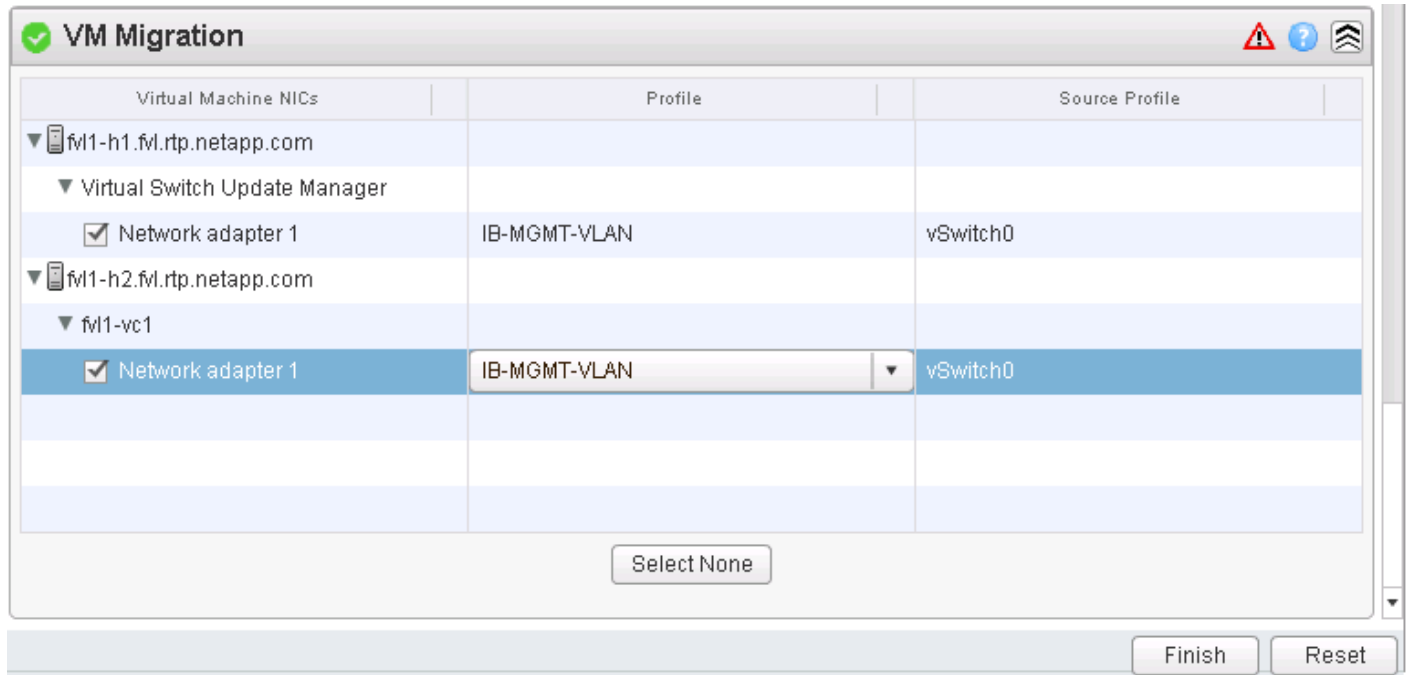 VM Migration
Virtual Machine NICs Profile Source Profile
fvl1-h1.fvl.rtp.netapp.com
Virtual Switch Update Manager
Network adapter 1 IB-MGMT-VLAN vSwitch0
fvl1-h2.fvl.rtp.netapp.com
fvl1-vc1
Network adapter 1 IB-MGMT-VLAN vSwitch0
Select None
Finish Reset